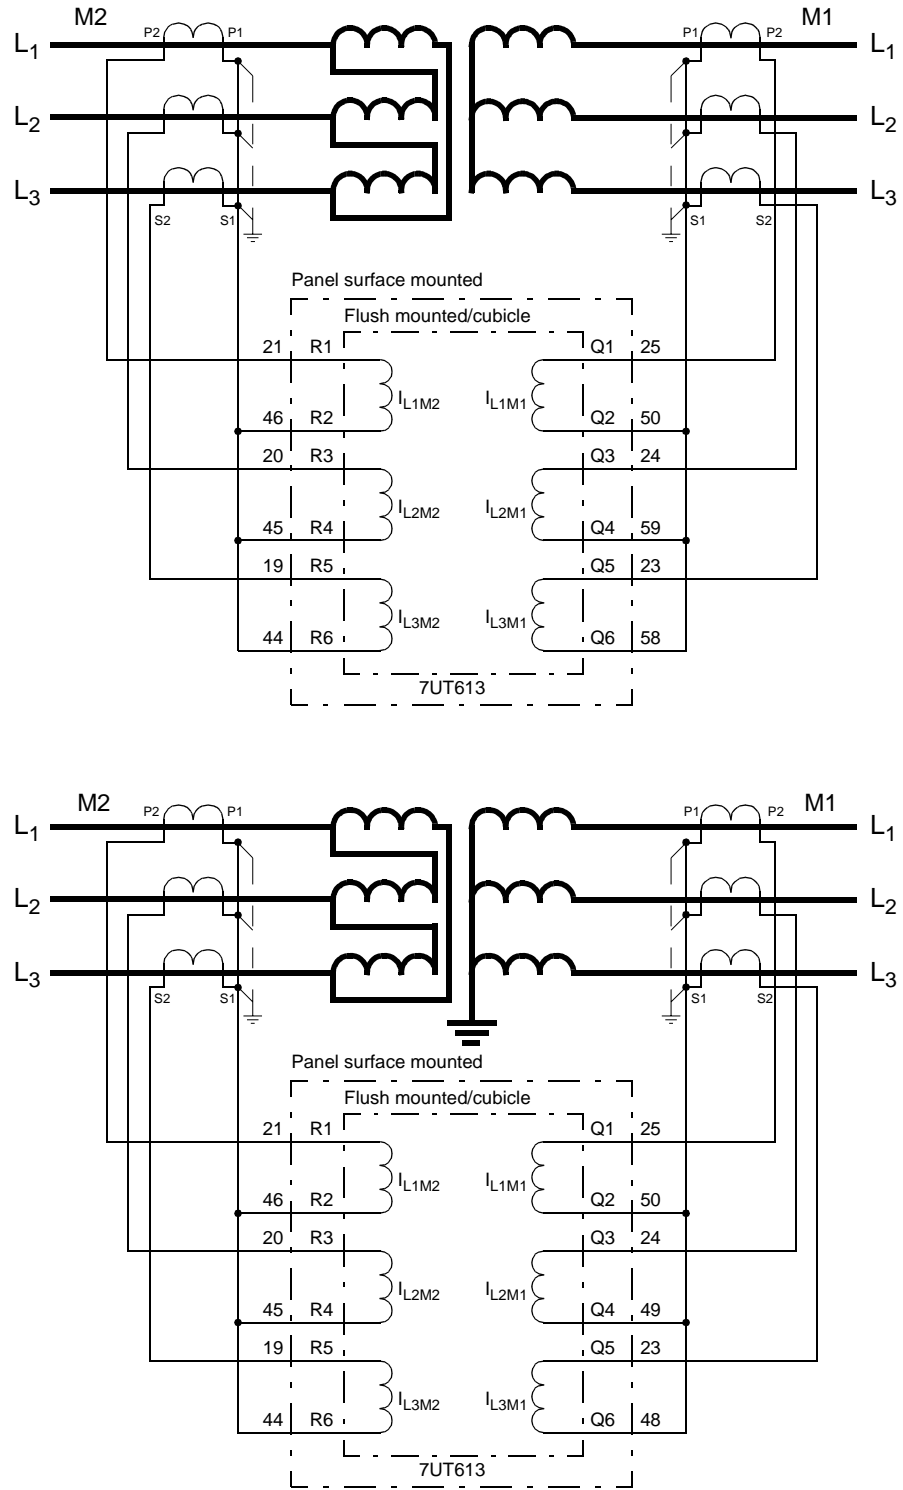 M2 M1
P2 P1 P1 P2
L1 L1
L2 L2
L3 L3
S2 S1 S1 S2
Panel surface mounted
Flush mounted/cubicle
21 R1 Q1 25
IL1M2 IL1M1
46 R2 Q2 50
20 R3 Q3 24
IL2M2 IL2M1
45 R4 Q4 59
19 R5 Q5 23
IL3M2 IL3M1
44 R6 Q6 58
7UT613
M2 M1
P2 P1 P1 P2
L1 L1
L2 L2
L3 L3
S2 S1 S1 S2
Panel surface mounted
Flush mounted/cubicle
21 R1 Q1 25
IL1M2 IL1M1
46 R2 Q2 50
20 R3 Q3 24
IL2M2 IL2M1
45 R4 Q4 49
19 R5 Q5 23
IL3M2 IL3M1
44 R6 Q6 48
7UT613